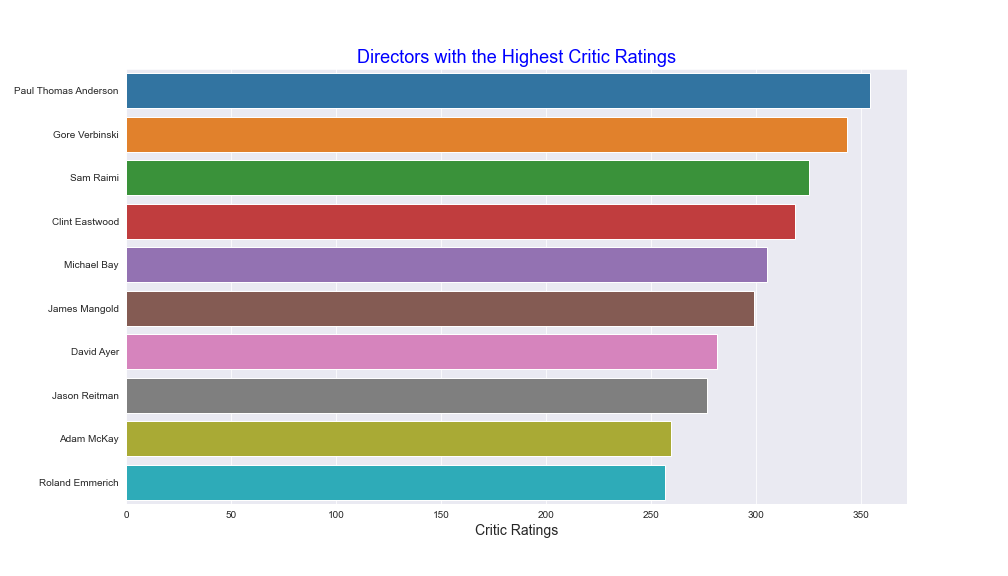 Directors with the Highest Critic Ratings
Paul Thomas Anderson
Gore Verbinski
Sam Raimi
Clint Eastwood
Michael Bay
James Mangold
David Ayer
Jason Reitman
Adam McKay
Roland Emmerich
0 50 100 150 200 250 300 350
Critic Ratings